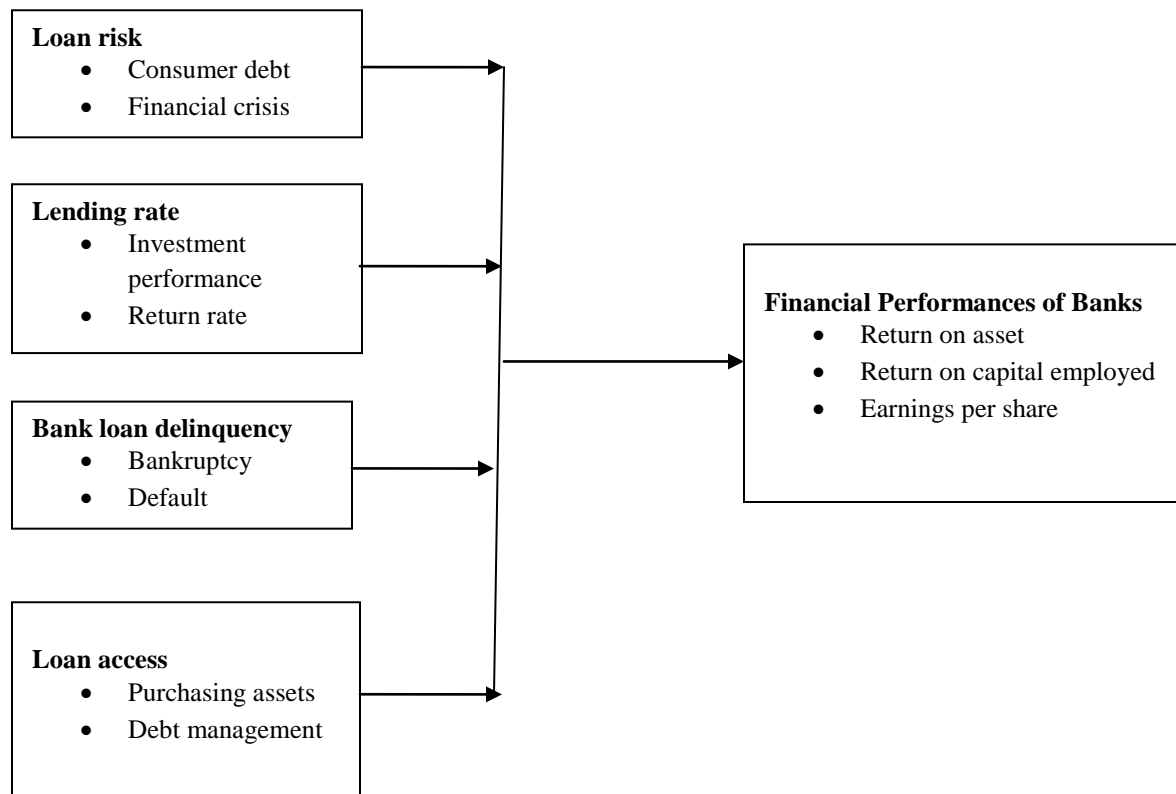 Loan risk
• Consumer debt
• Financial crisis
Lending rate
• Investment
performance
• Return rate
Bank loan delinquency
• Bankruptcy
• Default
Loan access
• Purchasing assets
• Debt management
Financial Performances of Banks
• Return on asset
• Return on capital employed
• Earnings per share